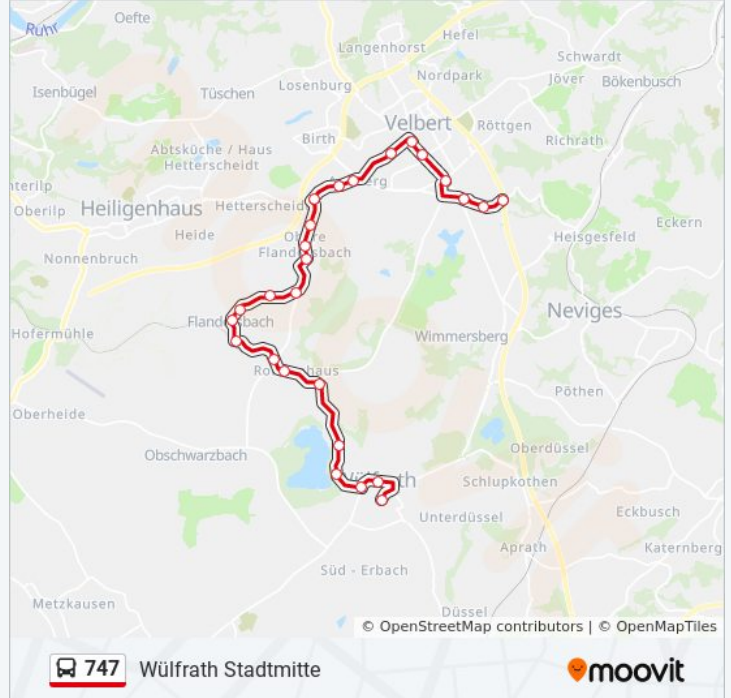 Ruhr
Oefte
Hefel
Langenhorst
Schwardt
Nordpark
Jöver
Bökenbusch
Isenbügel
Tüschen
Losenburg
Velbert
Röttgen
Birth
Richrath
Abtsküche / Haus
Hetterscheidt
nterilp
Oberilp
Heiligenhaus
Hetterscheid
Heide
Eckern
Heisgesfeld
Nonnenbruch
Neviges
Hofermühle
Wimmersberg
Pöthen
Oberheide
Oberdüssel
Obschwarzbach
Schlupkothen
Unterdüssel
Eckbusch
Aprath
Katernberg
Süd - Erbach
Metzkausen
Düssel
© OpenStreetMap contributors | © OpenMapTiles
747 Wülfrath Stadtmitte
moovit